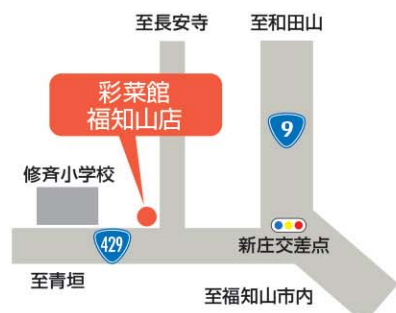 至長安寺
至和田山
彩菜館
福知山店
9
修斉小学校
429
新庄交差点
至青垣
至福知山市内